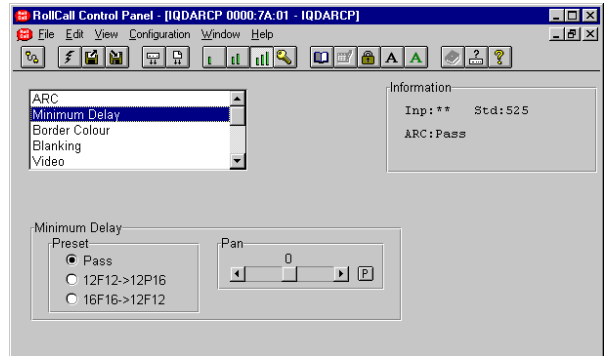 RollCall Control Panel - [IQDARCP 0000:7A:01 - IQDARCP]
File Edit View Configuration Window Help
A A
ARC
Minimum Delay
Border Colour
Blanking
Video
Information
Inp:** Std:525
ARC:Pass
Minimum Delay
Preset
Pass
12F12->12P16
16F16->12F12
Pan
0
P